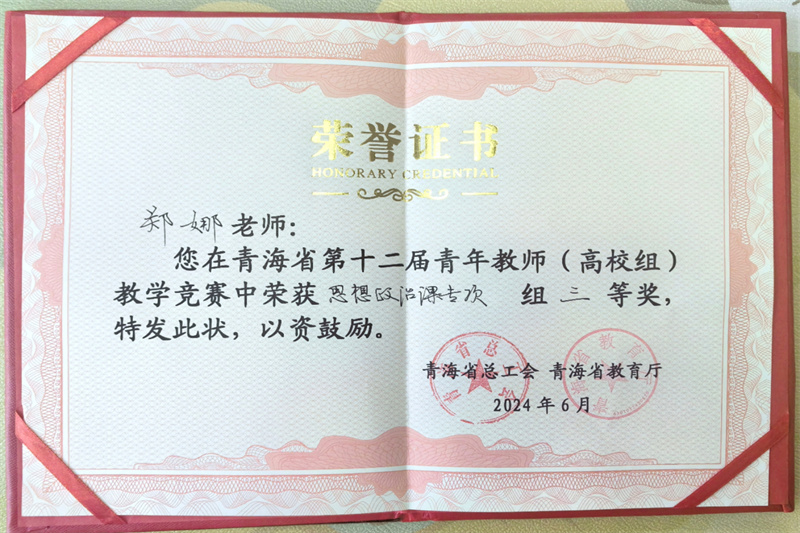 荣誉证书
HONORARY CREDENTIAL
郑娜老师：
您在青海省第十二届青年教师（高校组）
教学竞赛中荣获 思想政治课专项 组 三 等奖，
特发此状，以资鼓励。
青海省总工会 青海省教育厅
2024年6月